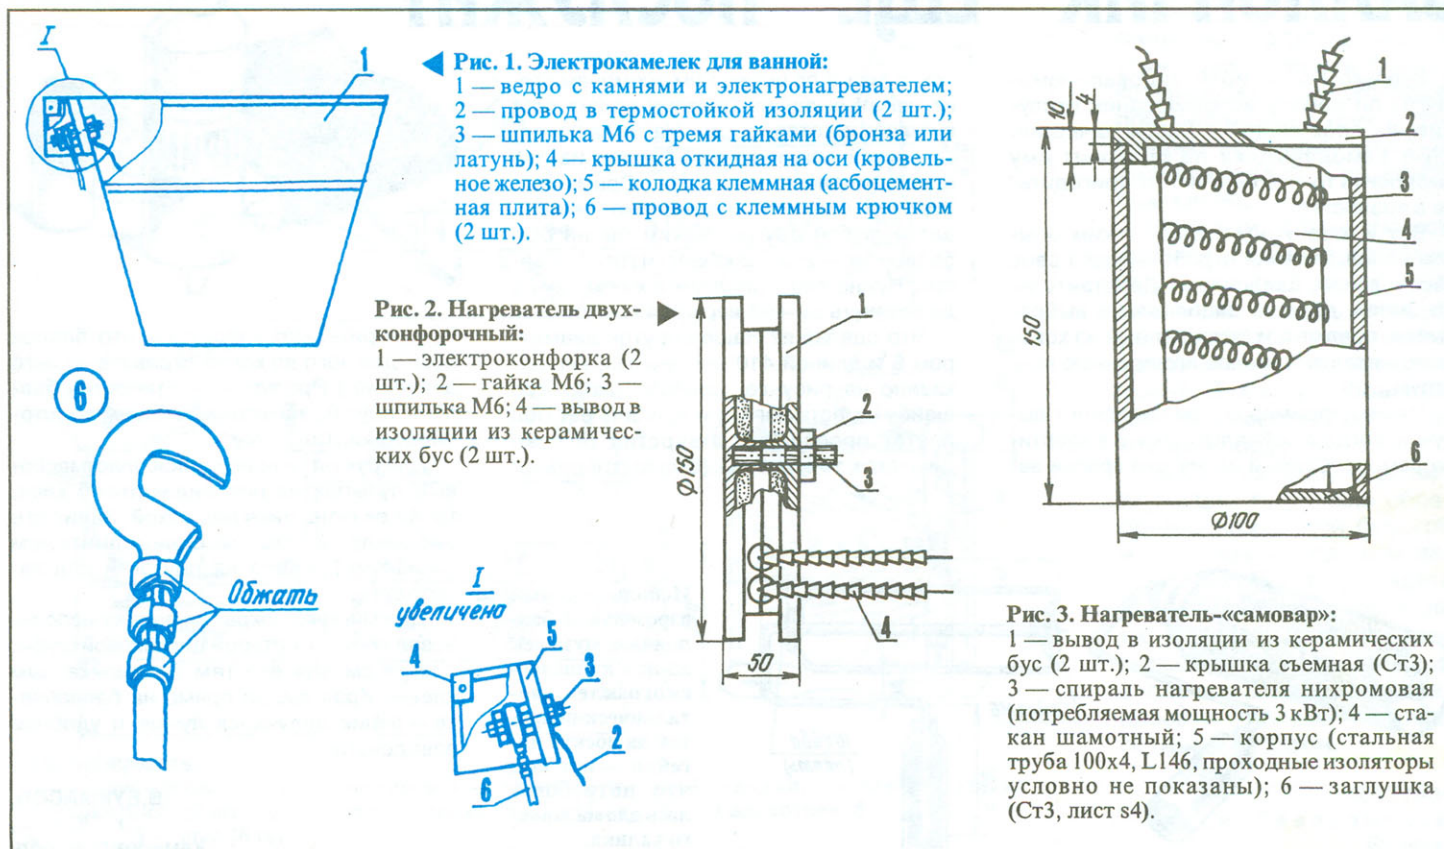 Рис. 1. Электрокамелек для ванной:
1 — ведро с камнями и электронагревателем;
2 — провод в термостойкой изоляции (2 шт.);
3 — шпилька М6 с тремя гайками (бронза или
латунь); 4 — крышка откидная на оси (кровель-
ное железо); 5 — колодка клеммная (асбоцемент-
ная плита); 6 — провод с клеммным крючком
(2 шт.).
I
1
6
Обжать
I
увеличена
4
5
3
2
6
Рис. 2. Нагреватель двух-
конфорочный:
1 — электроконфорка (2
шт.); 2 — гайка М6; 3 —
шпилька М6; 4 — вывод в
изоляции из керамичес-
ких бус (2 шт.).
1
2
3
4
Ф150
50
10
4
150
Ф100
1
2
3
4
5
6
Рис. 3. Нагреватель-«самовар»:
1 — вывод в изоляции из керамических
бус (2 шт.); 2 — крышка съемная (Ст3);
3 — спираль нагревателя нихромовая
(потребляемая мощность 3 кВт); 4 — ста-
кан шамотный; 5 — корпус (стальная
труба 100х4, L146, проходные изоляторы
условно не показаны); 6 — заглушка
(Ст3, лист s4).